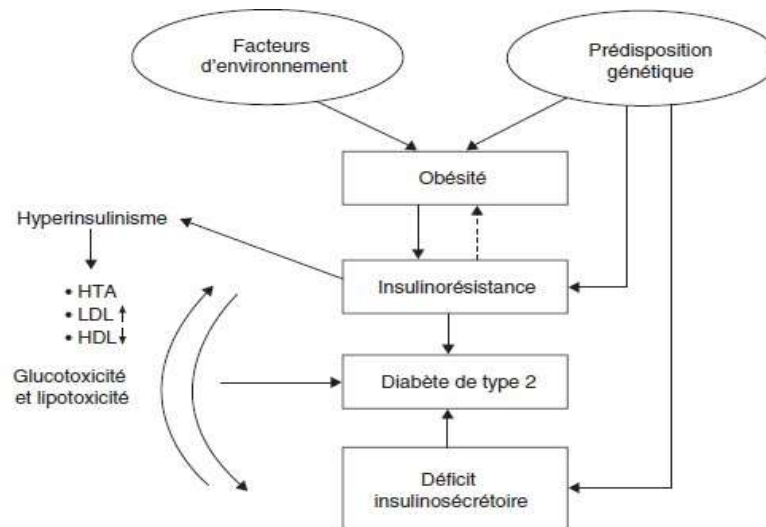 Facteurs
d'environnement
Prédisposition
génétique
Obésité
Hyperinsulinisme
Insulinorésistance
• HTA
• LDL ↑
• HDL ↓
Glucotoxicité
et lipotoxicité
Diabète de type 2
Déficit
insulinosécrétoire